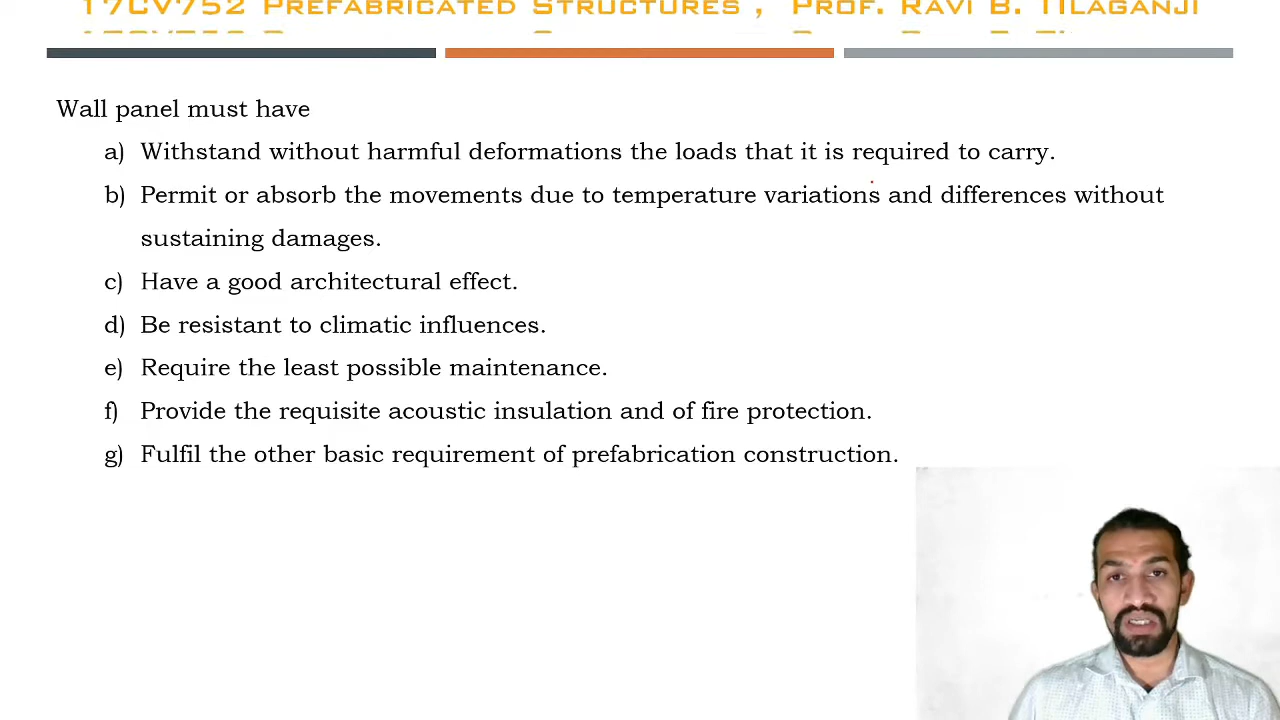 17CV752 Prefabricated Structures , Prof. Ravi B. Tilaganji
Wall panel must have
a) Withstand without harmful deformations the loads that it is required to carry.
b) Permit or absorb the movements due to temperature variations and differences without
sustaining damages.
c) Have a good architectural effect.
d) Be resistant to climatic influences.
e) Require the least possible maintenance.
f) Provide the requisite acoustic insulation and of fire protection.
g) Fulfil the other basic requirement of prefabrication construction.